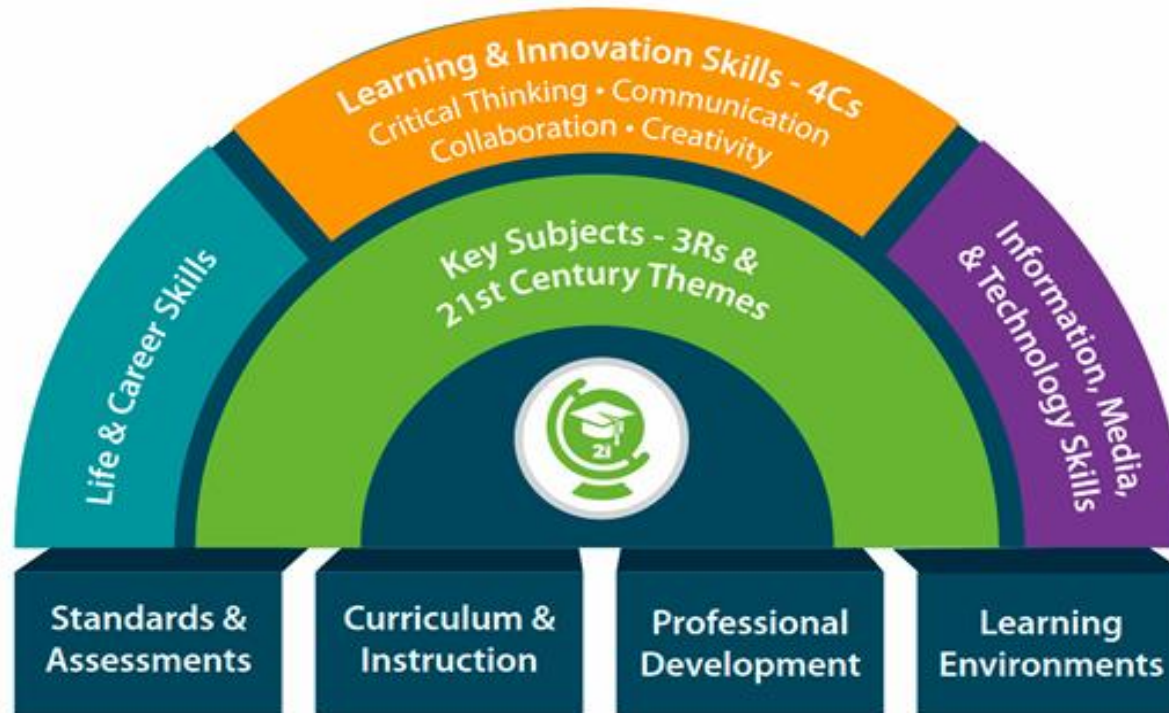 Learning & Innovation Skills - 4Cs
Critical Thinking • Communication
Collaboration • Creativity
Life & Career Skills
Key Subjects - 3Rs &
21st Century Themes
Information, Media,
& Technology Skills
Standards &
Assessments
Curriculum &
Instruction
Professional
Development
Learning
Environments